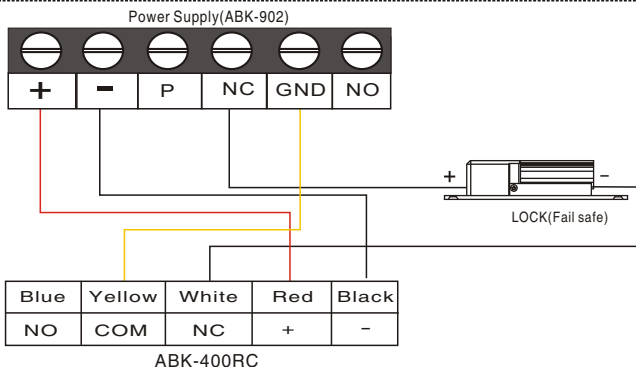 Power Supply(ABK-902)
+ - P NC GND NO
+ -
LOCK(Fail safe)
Blue Yellow White Red Black
NO COM NC + -
ABK-400RC